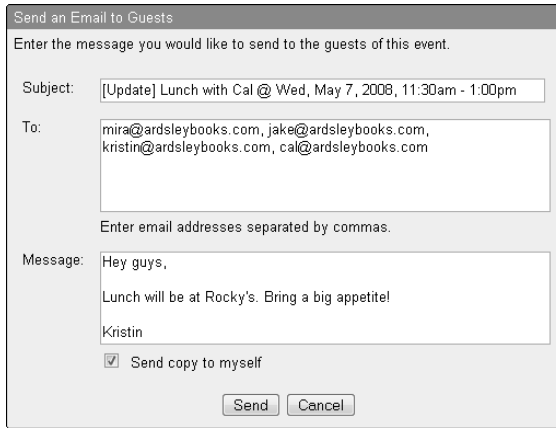 Send an Email to Guests
Enter the message you would like to send to the guests of this event.
Subject: [Update] Lunch with Cal @ Wed, May 7, 2008, 11:30am - 1:00pm
To: mira@ardsleybooks.com, jake@ardsleybooks.com,
kristin@ardsleybooks.com, cal@ardsleybooks.com
Enter email addresses separated by commas.
Message: Hey guys,
Lunch will be at Rocky's. Bring a big appetite!
Kristin
Send copy to myself
Send Cancel